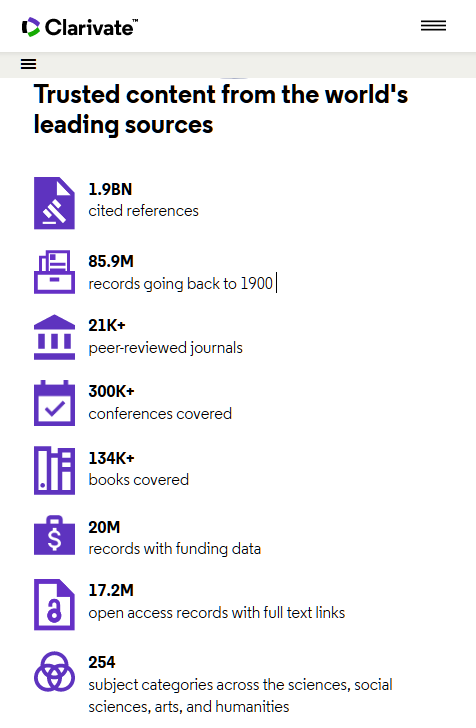 Clarivate™
Trusted content from the world's
leading sources
1.9BN
cited references
85.9M
records going back to 1900
21K+
peer-reviewed journals
300K+
conferences covered
134K+
books covered
20M
records with funding data
17.2M
open access records with full text links
254
subject categories across the sciences, social
sciences, arts, and humanities